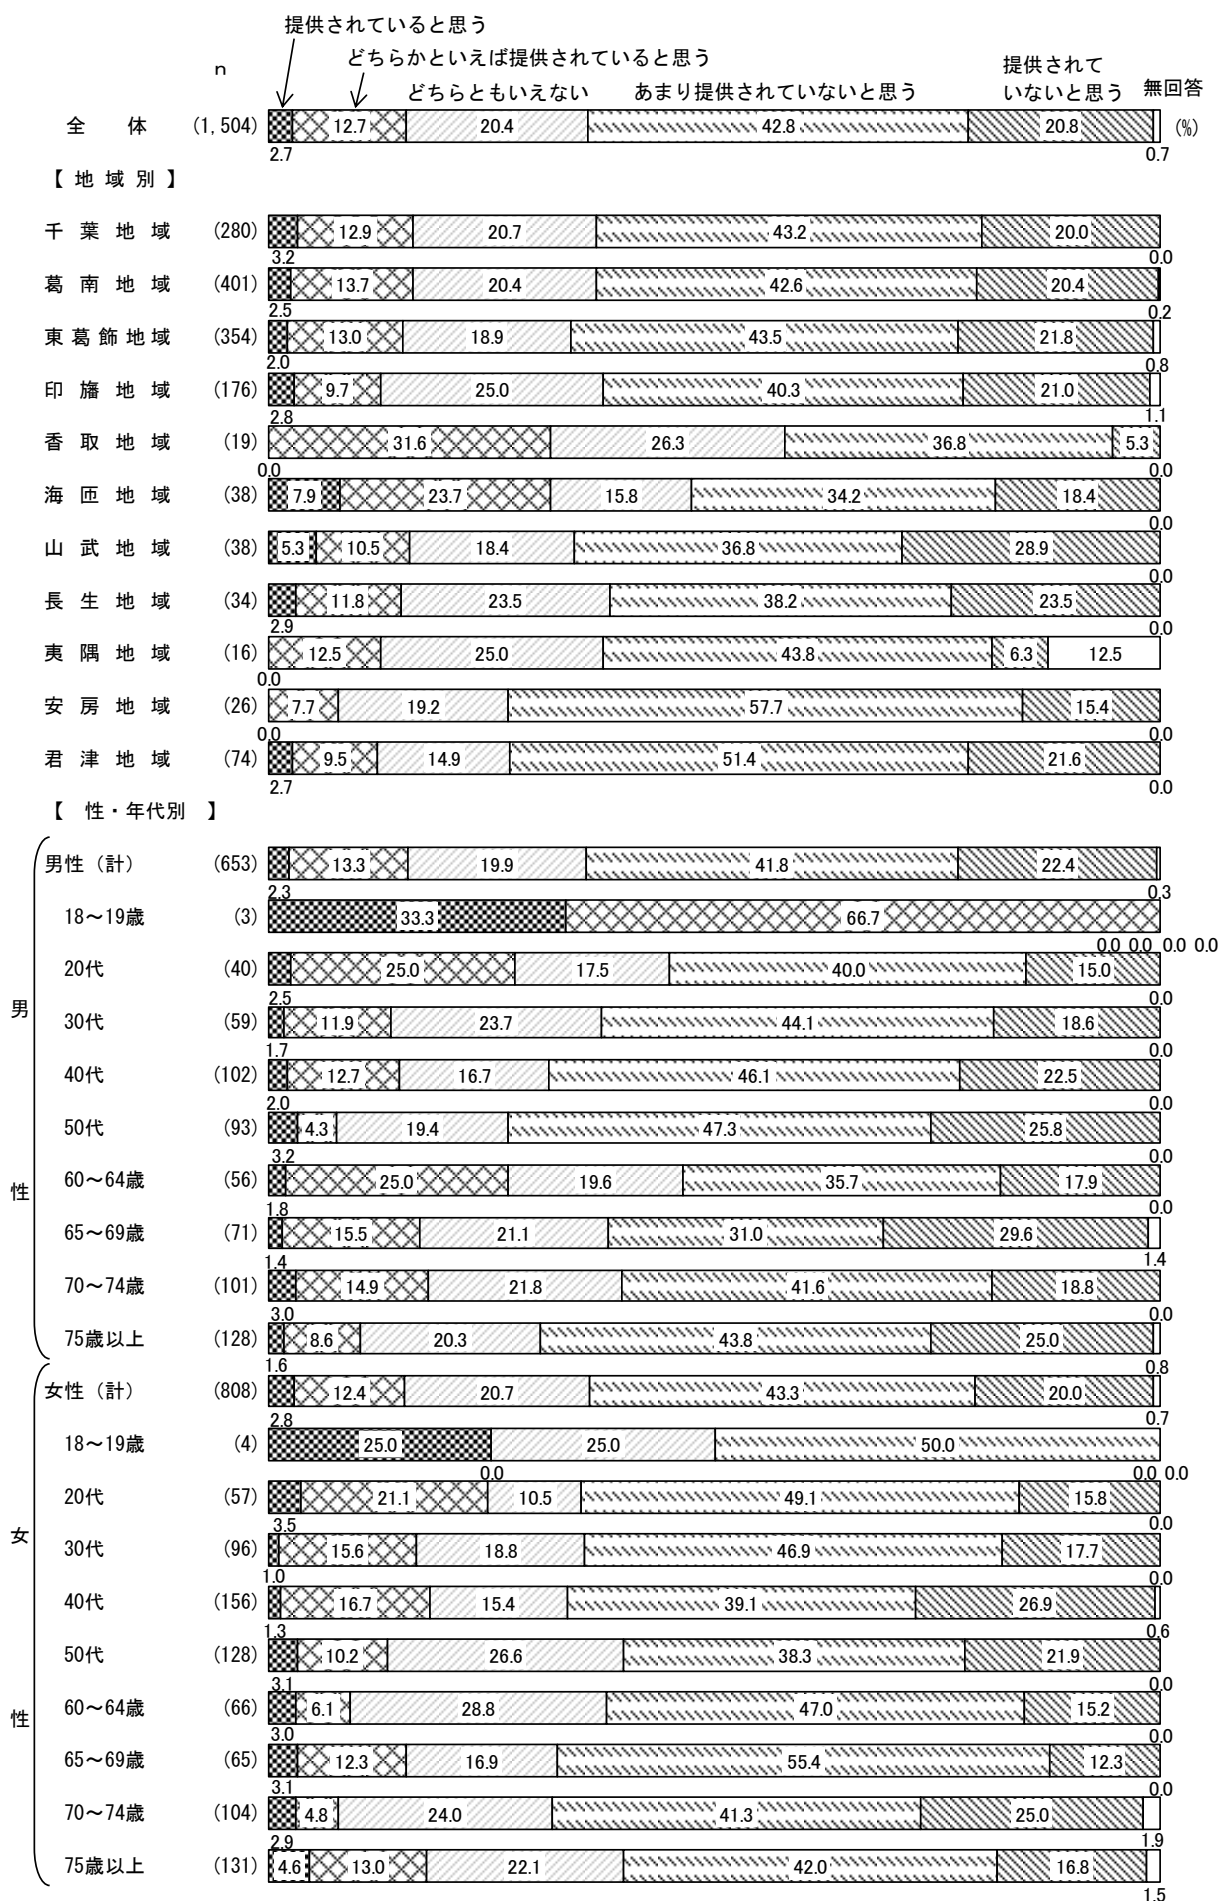 提供されていると思う
どちらかといえば提供されていると思う
n 提供されて
どちらともいえない あまり提供されていないと思う いないと思う 無回答
全体 (1,504) 12.7 20.4 42.8 20.8 (%)
2.7 0.7
【地域別】
千葉地域 (280) 12.9 20.7 43.2 20.0
3.2 0.0
葛南地域 (401) 13.7 20.4 42.6 20.4
2.5 0.2
東葛飾地域 (354) 13.0 18.9 43.5 21.8
2.0 0.8
印旛地域 (176) 9.7 25.0 40.3 21.0
2.8 1.1
香取地域 (19) 31.6 26.3 36.8 5.3
0.0 0.0
海匝地域 (38) 7.9 23.7 15.8 34.2 18.4
0.0
山武地域 (38) 5.3 10.5 18.4 36.8 28.9
0.0
長生地域 (34) 11.8 23.5 38.2 23.5
2.9 0.0
夷隅地域 (16) 12.5 25.0 43.8 6.3 12.5
0.0
安房地域 (26) 7.7 19.2 57.7 15.4
0.0 0.0
君津地域 (74) 9.5 14.9 51.4 21.6
2.7 0.0
【性・年代別】
男性(計) (653) 13.3 19.9 41.8 22.4
2.3 0.3
18~19歳 (3) 33.3 66.7
0.0 0.0 0.0 0.0
20代 (40) 25.0 17.5 40.0 15.0
2.5 0.0
男
30代 (59) 11.9 23.7 44.1 18.6
1.7 0.0
40代 (102) 12.7 16.7 46.1 22.5
2.0 0.0
50代 (93) 4.3 19.4 47.3 25.8
3.2 0.0
性
60~64歳 (56) 25.0 19.6 35.7 17.9
1.8 0.0
65~69歳 (71) 15.5 21.1 31.0 29.6
1.4 1.4
70~74歳 (101) 14.9 21.8 41.6 18.8
3.0 0.0
75歳以上 (128) 8.6 20.3 43.8 25.0
1.6 0.8
女性(計) (808) 12.4 20.7 43.3 20.0
2.8 0.7
18~19歳 (4) 25.0 25.0 50.0
0.0 0.0 0.0
20代 (57) 21.1 10.5 49.1 15.8
3.5 0.0
女
30代 (96) 15.6 18.8 46.9 17.7
1.0 0.0
40代 (156) 16.7 15.4 39.1 26.9
1.3 0.6
50代 (128) 10.2 26.6 38.3 21.9
3.1 0.0
性
60~64歳 (66) 6.1 28.8 47.0 15.2
3.0 0.0
65~69歳 (65) 12.3 16.9 55.4 12.3
3.1 0.0
70~74歳 (104) 4.8 24.0 41.3 25.0
2.9 1.9
75歳以上 (131) 4.6 13.0 22.1 42.0 16.8
1.5